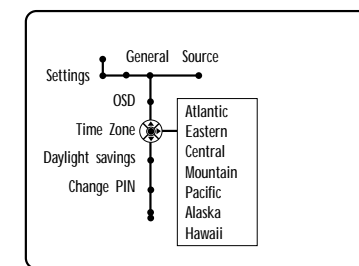 General Source
Settings
OSD
Time Zone
Daylight savings
Change PIN
Atlantic
Eastern
Central
Mountain
Pacific
Alaska
Hawaii